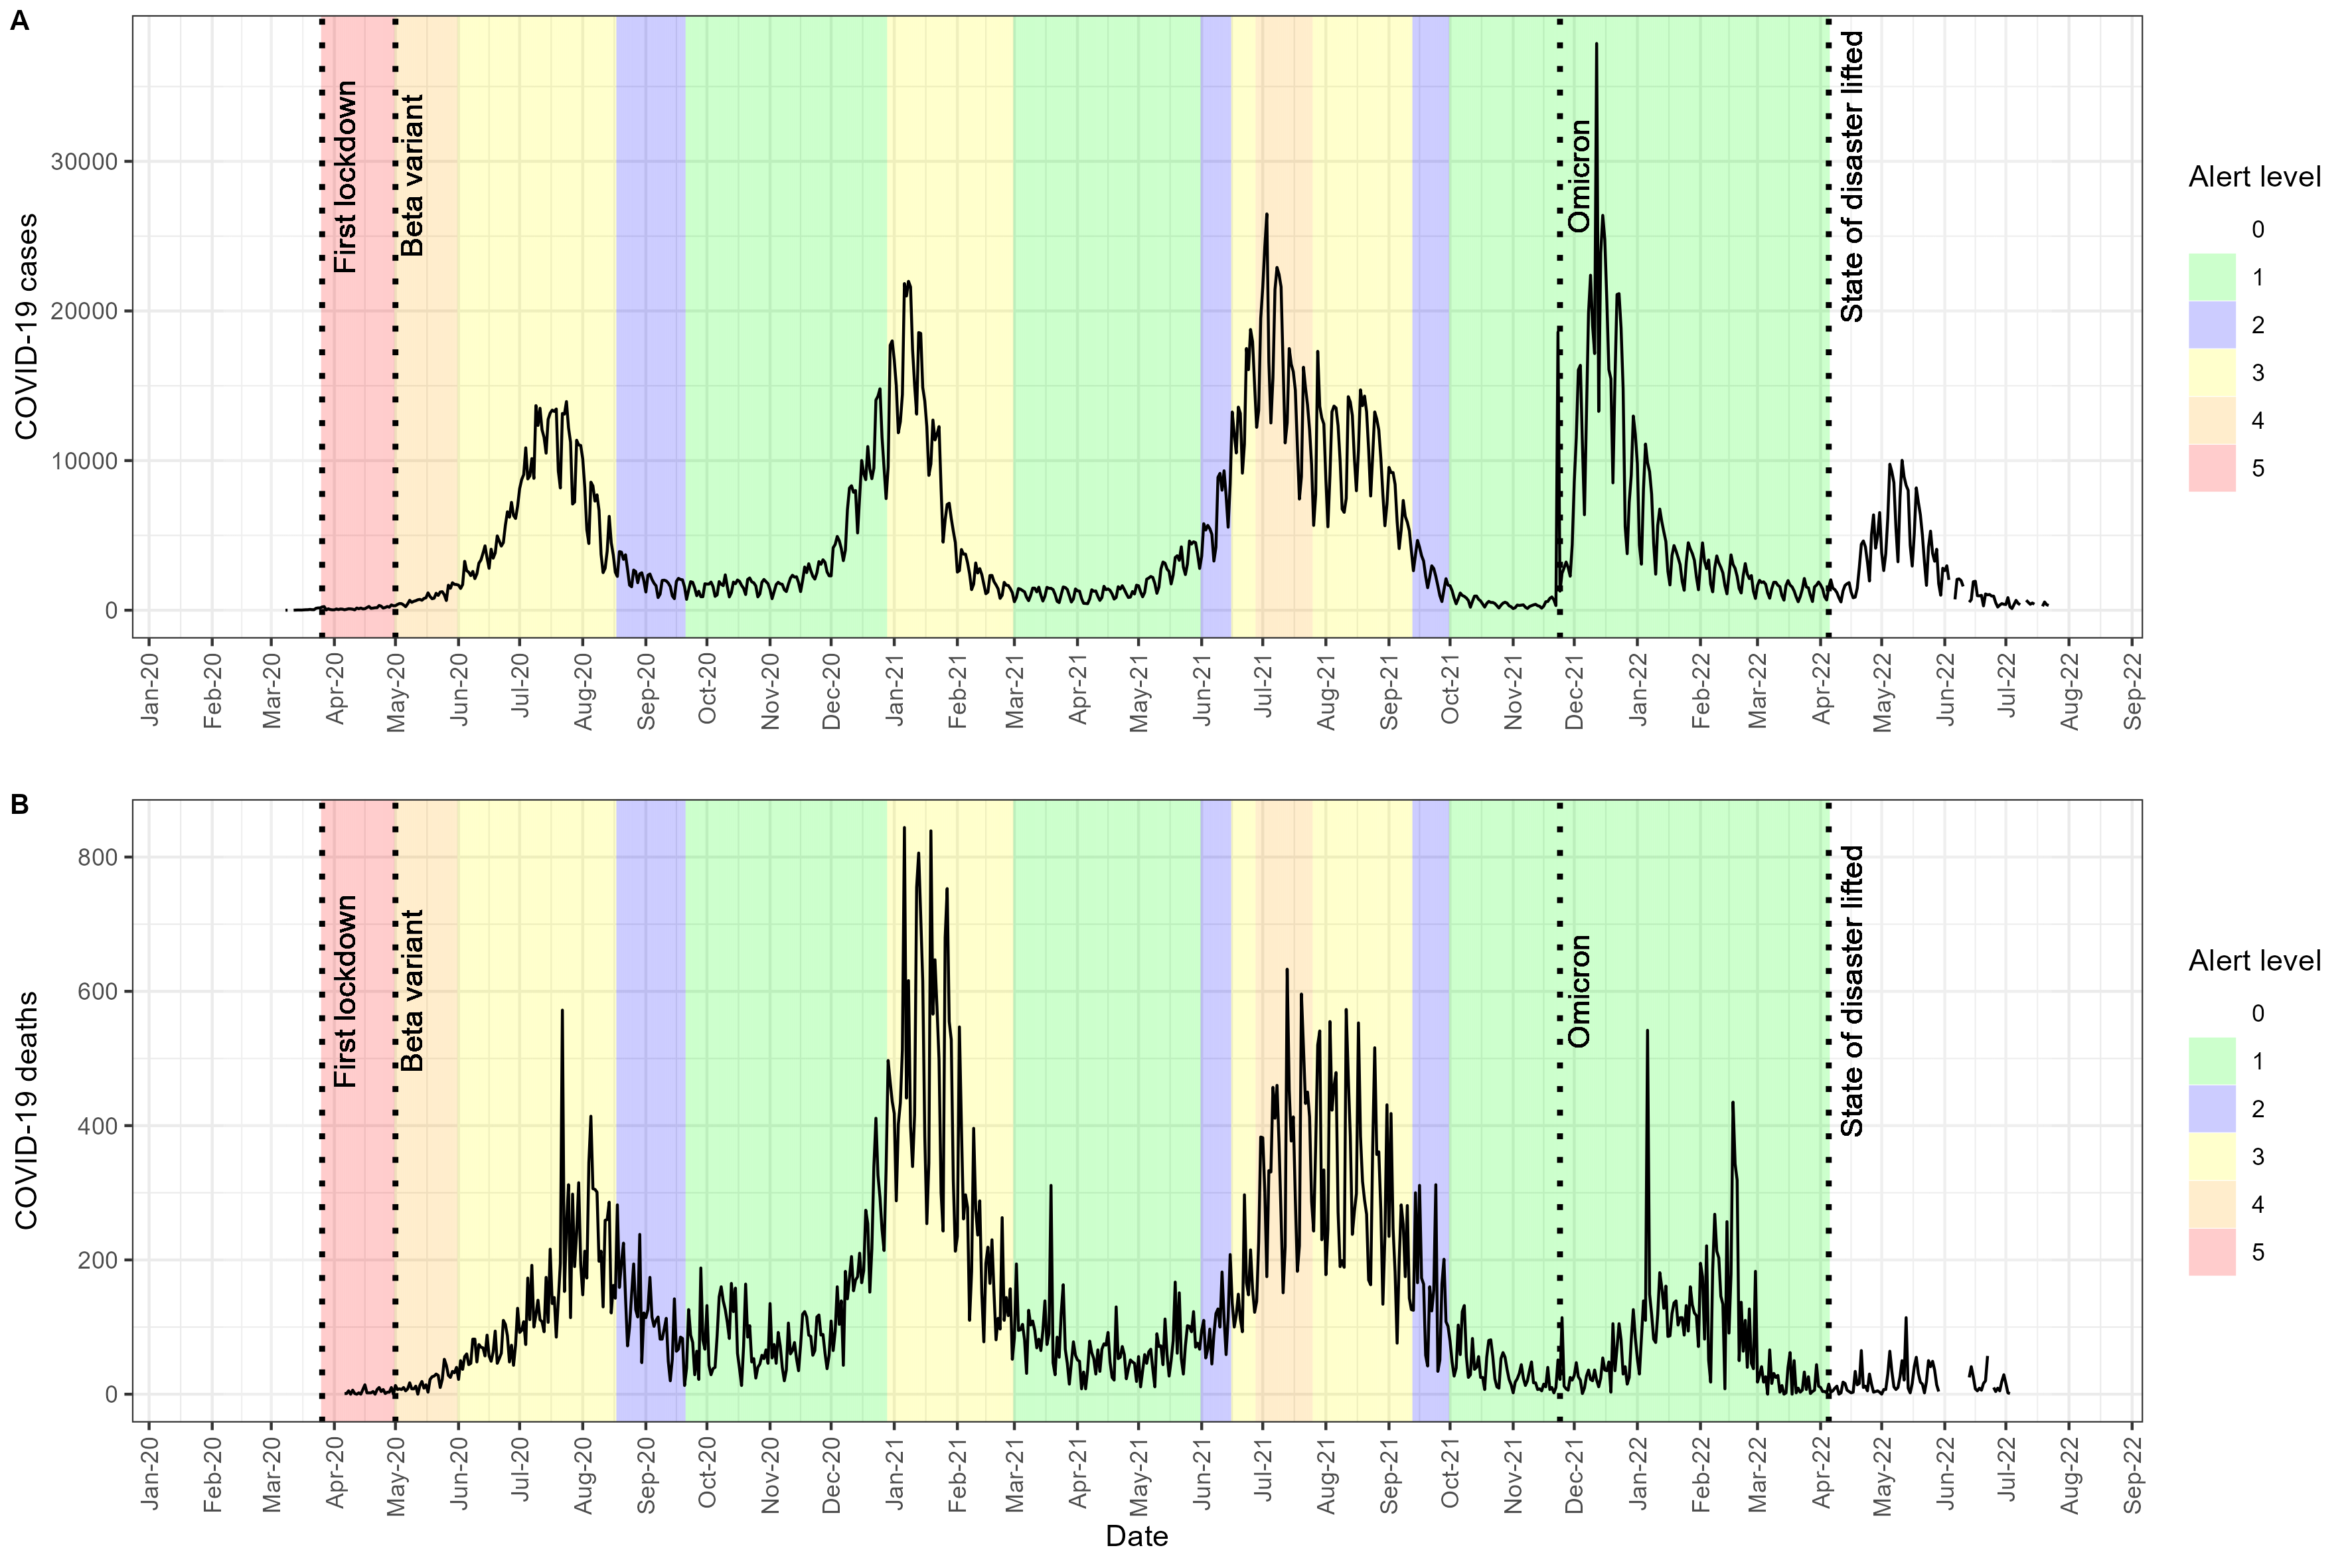 A
First lockdown
Beta variant
Omicron
State of disaster lifted
COVID-19 cases
30000
20000
10000
0
Jan-20
Feb-20
Mar-20
Apr-20
May-20
Jun-20
Jul-20
Aug-20
Sep-20
Oct-20
Nov-20
Dec-20
Jan-21
Feb-21
Mar-21
Apr-21
May-21
Jun-21
Jul-21
Aug-21
Sep-21
Oct-21
Nov-21
Dec-21
Jan-22
Feb-22
Mar-22
Apr-22
May-22
Jun-22
Jul-22
Aug-22
Sep-22
Alert level
0
1
2
3
4
5
B
First lockdown
Beta variant
Omicron
State of disaster lifted
COVID-19 deaths
800
600
400
200
0
Jan-20
Feb-20
Mar-20
Apr-20
May-20
Jun-20
Jul-20
Aug-20
Sep-20
Oct-20
Nov-20
Dec-20
Jan-21
Feb-21
Mar-21
Apr-21
May-21
Jun-21
Jul-21
Aug-21
Sep-21
Oct-21
Nov-21
Dec-21
Jan-22
Feb-22
Mar-22
Apr-22
May-22
Jun-22
Jul-22
Aug-22
Sep-22
Date
Alert level
0
1
2
3
4
5